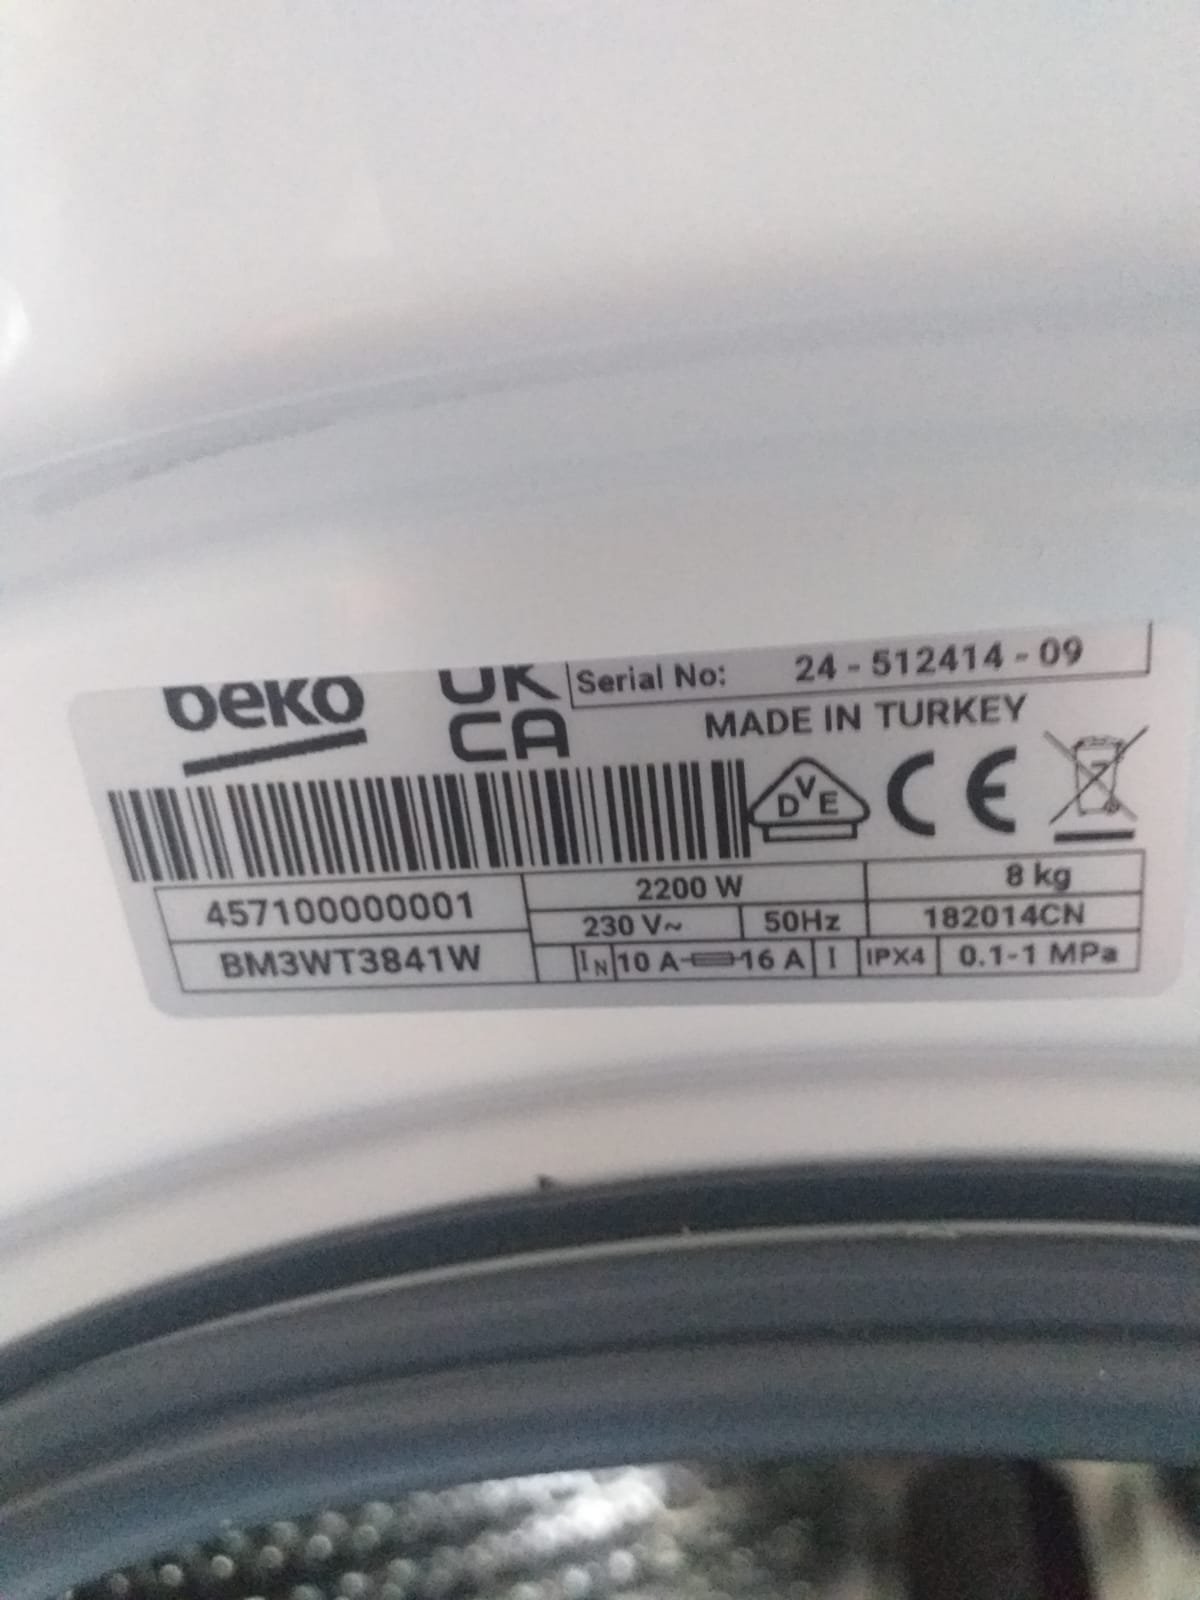 beko
UK
CA
Serial No: 24 - 512414 - 09
MADE IN TURKEY
DVE
CE
457100000001
BM3WT3841W
2200 W
8 kg
230 V~
50Hz
182014CN
IN 10 A 16 A I IPX4 0.1-1 MPa